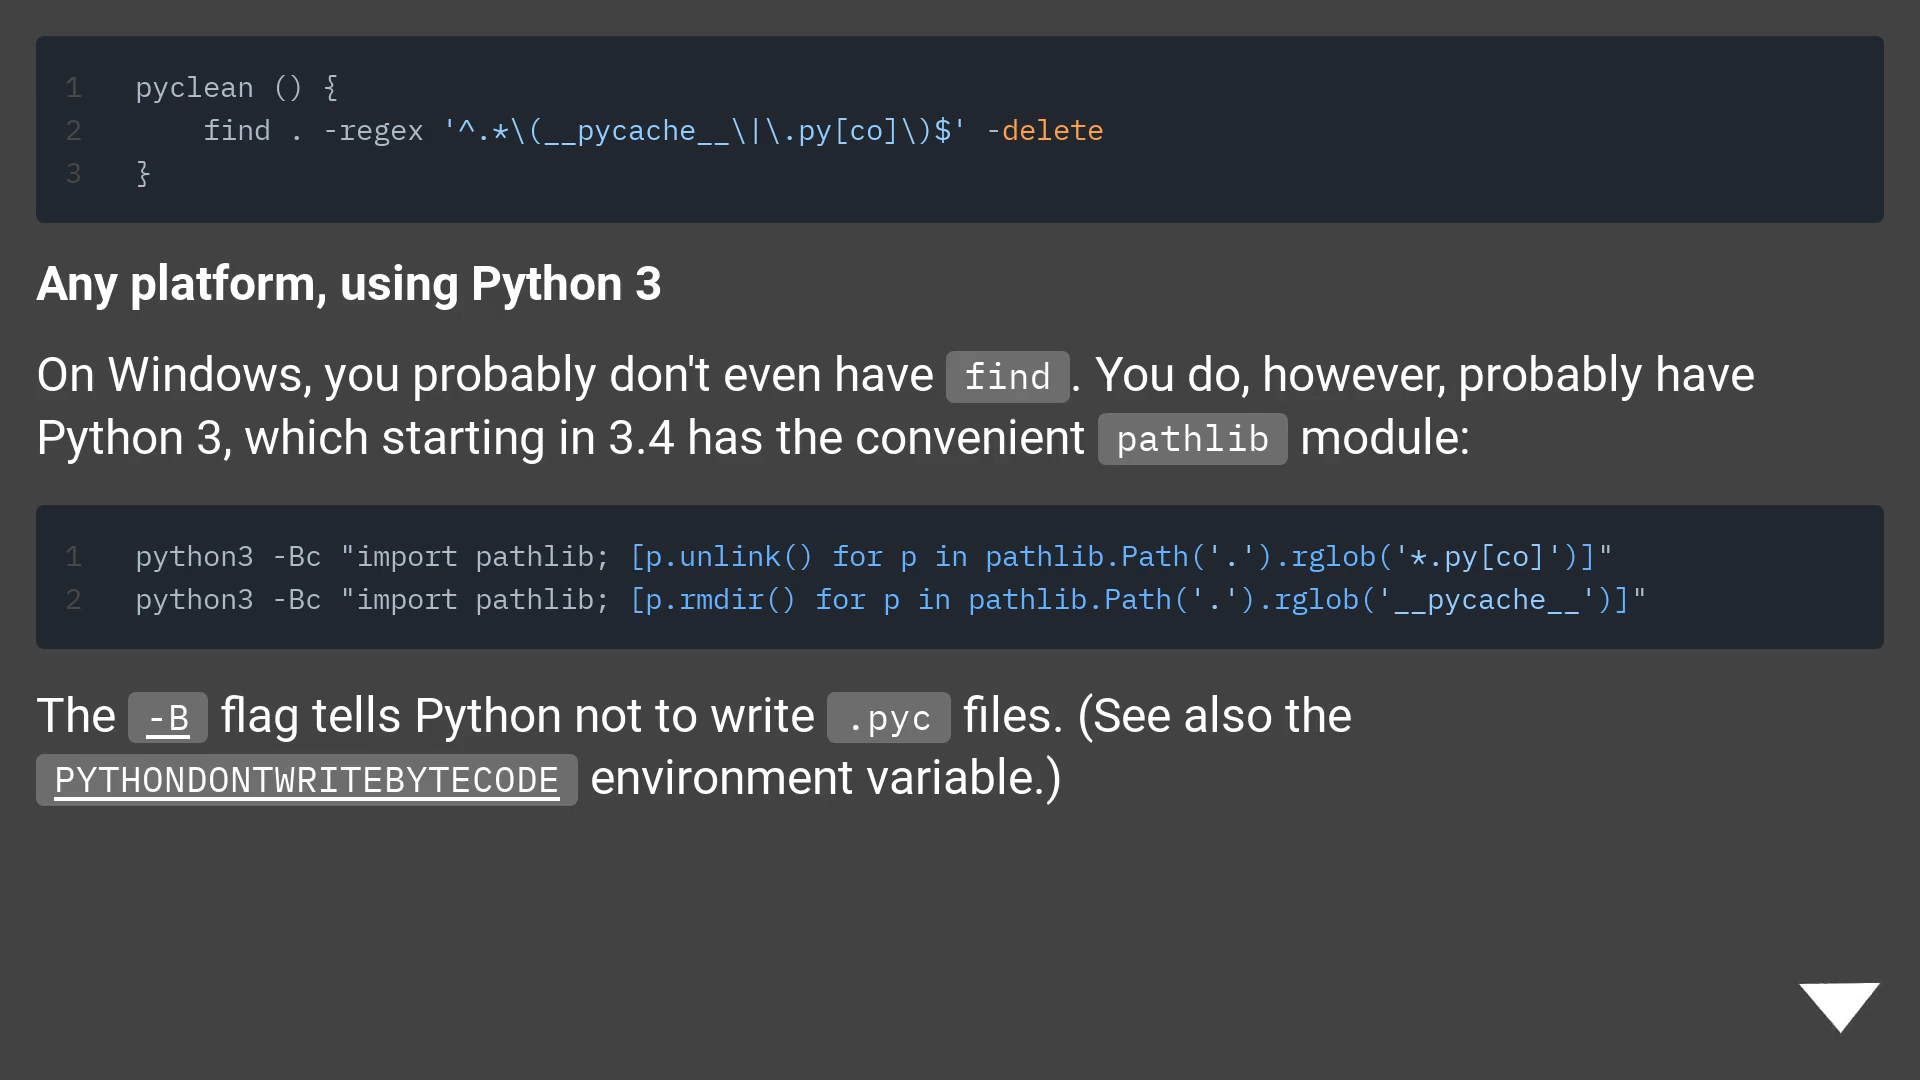 1 pyclean () {
2     find . -regex '^.*\(__pycache__\|\.py[co]\)$' -delete
3 }
Any platform, using Python 3
On Windows, you probably don't even have find. You do, however, probably have
Python 3, which starting in 3.4 has the convenient pathlib module:
1 python3 -Bc "import pathlib; [p.unlink() for p in pathlib.Path('.').rglob('*.py[co]')]"
2 python3 -Bc "import pathlib; [p.rmdir() for p in pathlib.Path('.').rglob('__pycache__')]"
The -B flag tells Python not to write .pyc files. (See also the
PYTHONDONTWRITEBYTECODE environment variable.)